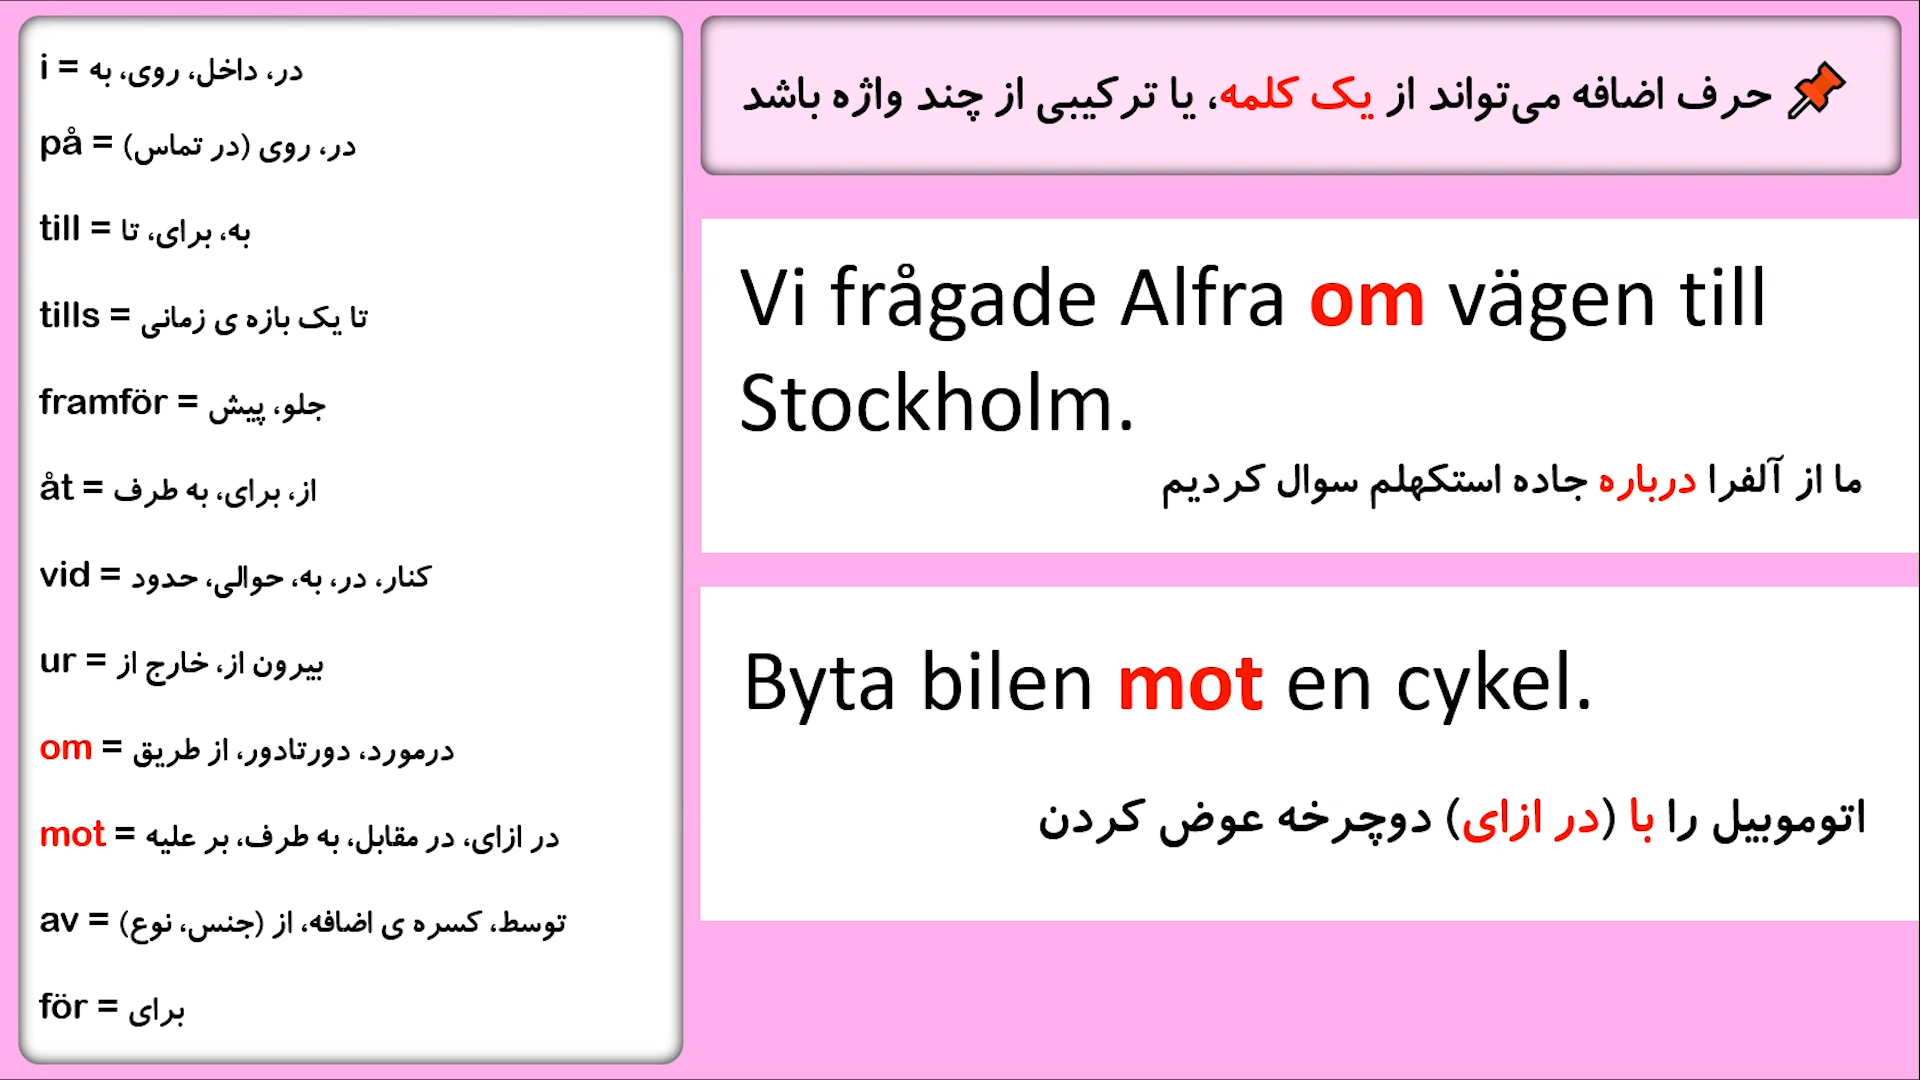 i = در، داخل، روی، به
på = در، روی (در تماس)
till = به، برای، تا
tills = تا یک بازه ی زمانی
framför = جلو، پیش
åt = از، برای، به طرف
vid = کنار، در، به، حوالی، حدود
ur = بیرون از، خارج از
om = درمورد، دورتادور، از طریق
mot = در ازای، در مقابل، به طرف، بر علیه
av = توسط، کسره ی اضافه، از (جنس، نوع)
för = برای
حرف اضافه می‌تواند از یک کلمه، یا ترکیبی از چند واژه باشد
Vi frågade Alfra om vägen till
Stockholm.
ما از آلفرا درباره جاده استکهلم سوال کردیم
Byta bilen mot en cykel.
اتوموبیل را با (در ازای) دوچرخه عوض کردن